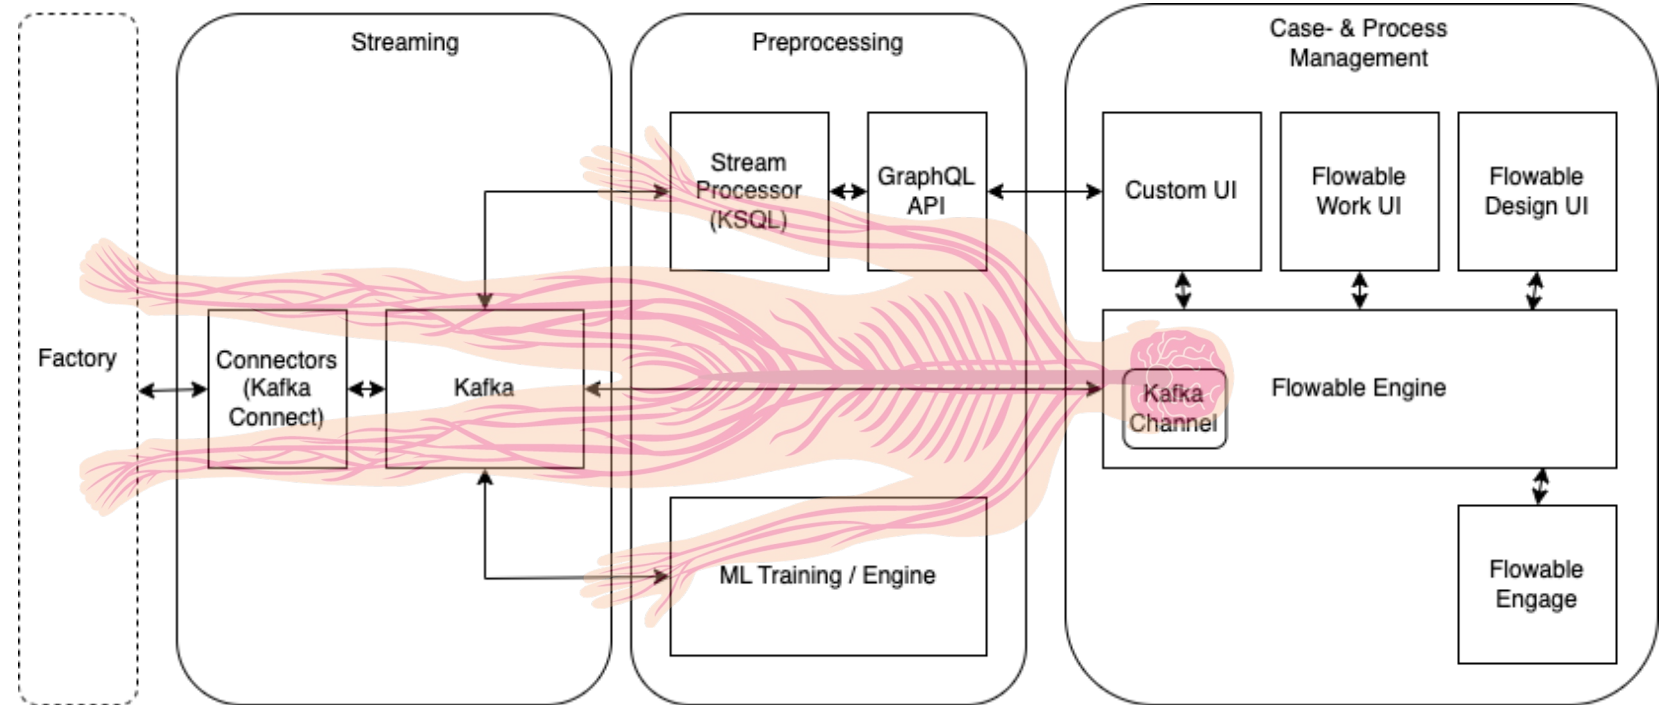 Streaming
Preprocessing
Case- & Process
Management
Stream
Processor
(KSQL)
GraphQL
API
Custom UI
Flowable
Work UI
Flowable
Design UI
Factory
Connectors
(Kafka
Connect)
Kafka
Kafka
Channel
Flowable Engine
ML Training / Engine
Flowable
Engage